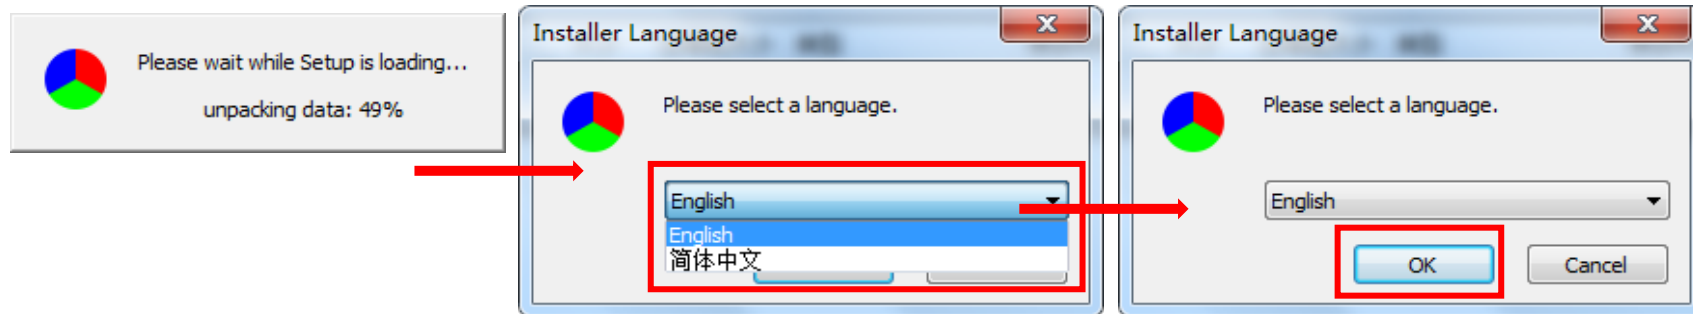 Please wait while Setup is loading...
unpacking data: 49%
Installer Language
Please select a language.
English
English
简体中文
Installer Language
Please select a language.
English
OK
Cancel